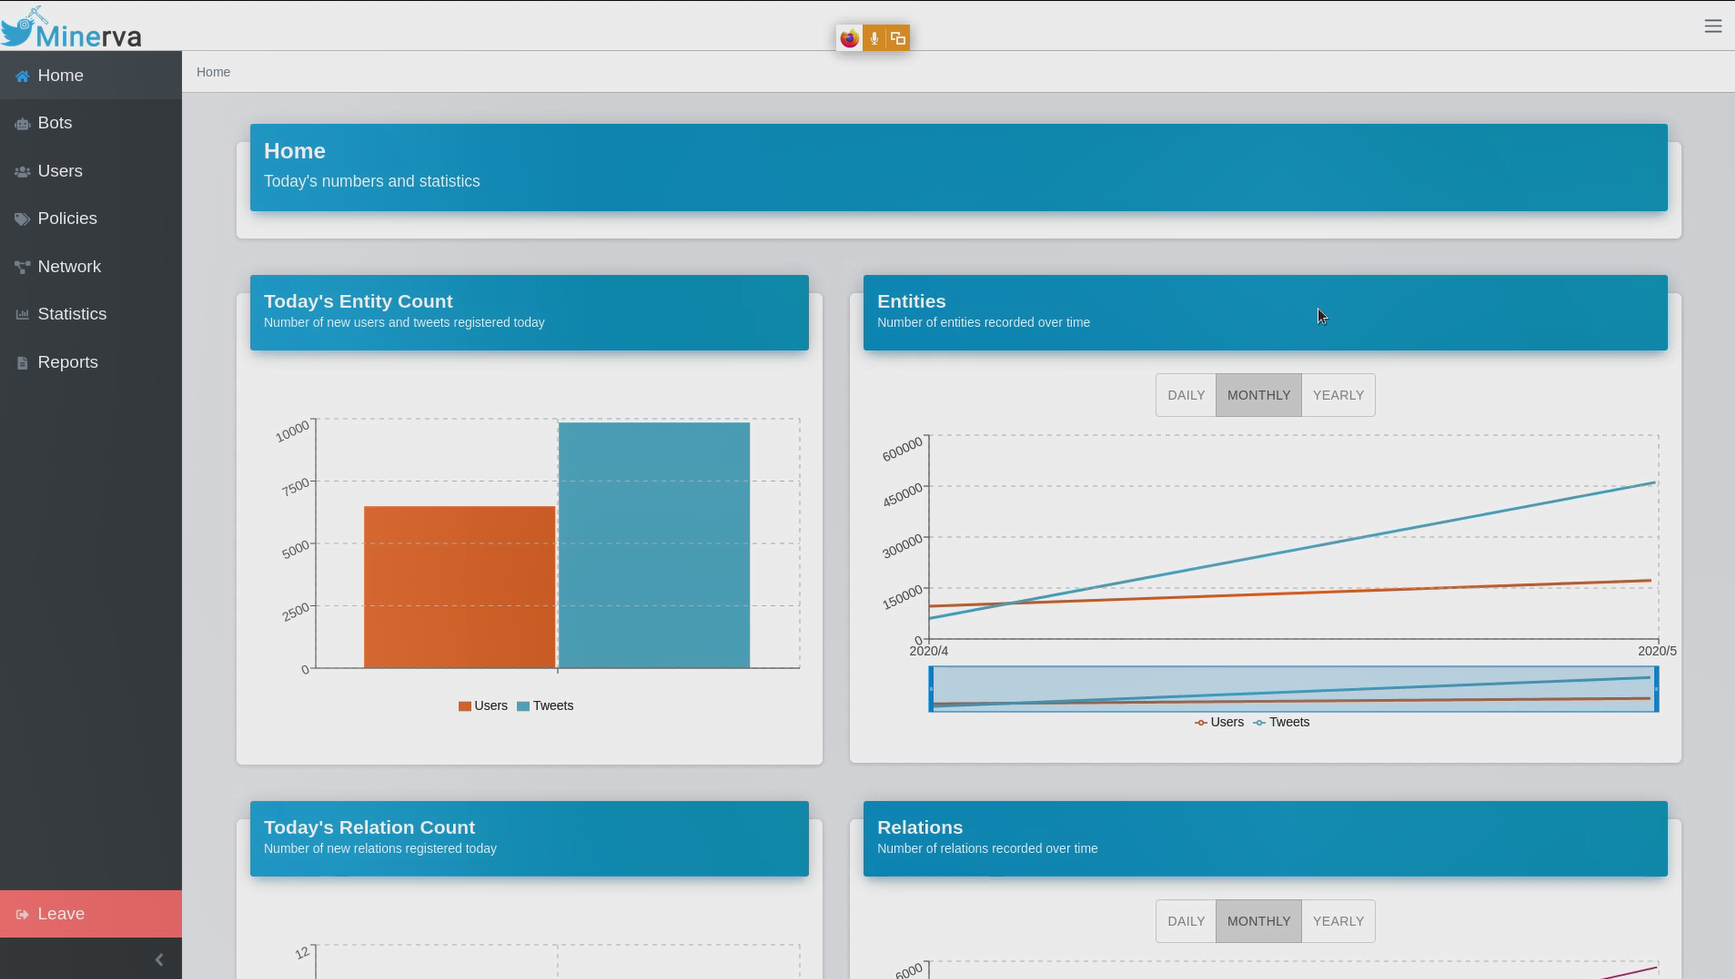 Minerva
Home
Bots
Users
Policies
Network
Statistics
Reports
Leave
Home
Home
Today's numbers and statistics
Today's Entity Count
Number of new users and tweets registered today
10000
7500
5000
2500
0
Users Tweets
Entities
Number of entities recorded over time
DAILY MONTHLY YEARLY
600000
450000
300000
150000
0
2020/4 2020/5
Users Tweets
Today's Relation Count
Number of new relations registered today
12
Relations
Number of relations recorded over time
DAILY MONTHLY YEARLY
6000